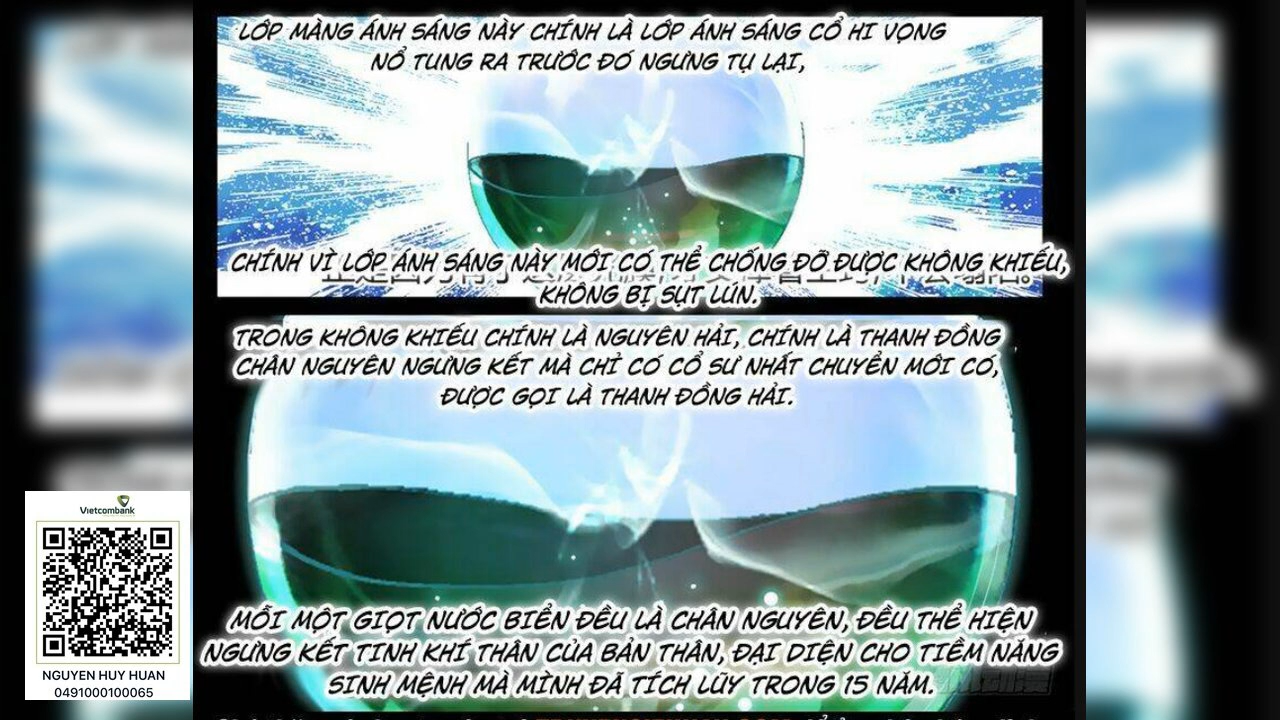 LỚP MÀNG ÁNH SÁNG NÀY CHÍNH LÀ LỚP ÁNH SÁNG CỔ HI VỌNG
NỔ TUNG RA TRƯỚC ĐÓ NGƯNG TỤ LẠI,
CHÍNH VÌ LỚP ÁNH SÁNG NÀY MỚI CÓ THỂ CHỐNG ĐỠ ĐƯỢC KHÔNG KHIẾU,
KHÔNG BỊ SỤT LÚN.
TRONG KHÔNG KHIẾU CHÍNH LÀ NGUYÊN HẢI, CHÍNH LÀ THANH ĐỒNG
CHÂN NGUYÊN NGƯNG KẾT MÀ CHỈ CÓ CỔ SƯ NHẤT CHUYỂN MỚI CÓ,
ĐƯỢC GỌI LÀ THANH ĐỒNG HẢI.
MỖI MỘT GIỌT NƯỚC BIỂN ĐỀU LÀ CHÂN NGUYÊN, ĐỀU THỂ HIỆN
NGƯNG KẾT TINH KHÍ THẦN CỦA BẢN THÂN, ĐẠI DIỆN CHO TIỀM NĂNG
SINH MỆNH MÀ MÌNH ĐÃ TÍCH LŨY TRONG 15 NĂM.
Vietcombank
NGUYEN HUY HUAN
0491000100065